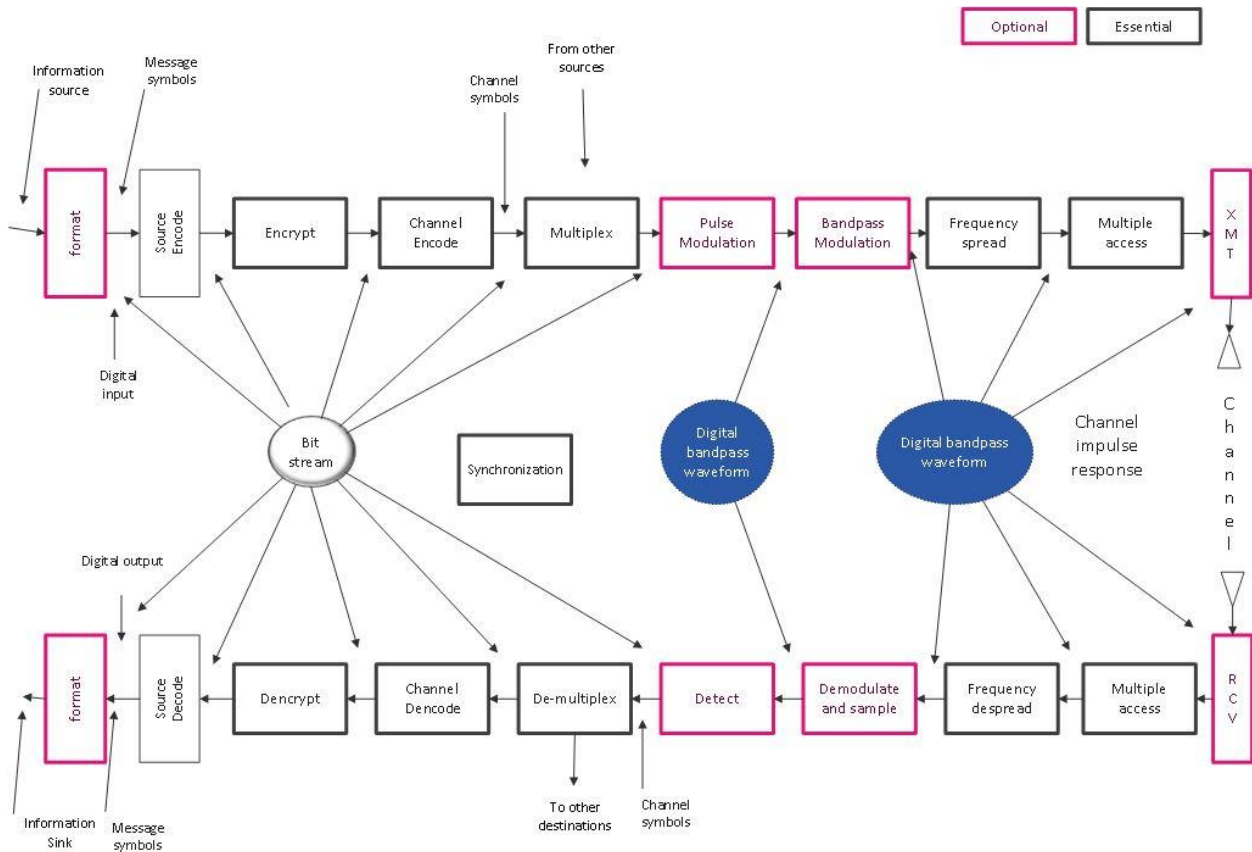 Optional
Essential
From other
sources
Message
symbols
Information
source
Channel
symbols
format
Source
Encode
Encrypt
Channel
Encode
Multiplex
Pulse
Modulation
Bandpass
Modulation
Frequency
spread
Multiple
access
X
M
T
Digital
input
Bit
stream
Synchronization
Digital
bandpass
waveform
Digital bandpass
waveform
Channel
impulse
response
C
h
a
n
n
e
l
Digital output
format
Source
Decode
Dencrypt
Channel
Dencode
De-multiplex
Detect
Demodulate
and sample
Frequency
despread
Multiple
access
R
C
V
Information
Sink
Message
symbols
To other
destinations
Channel
symbols